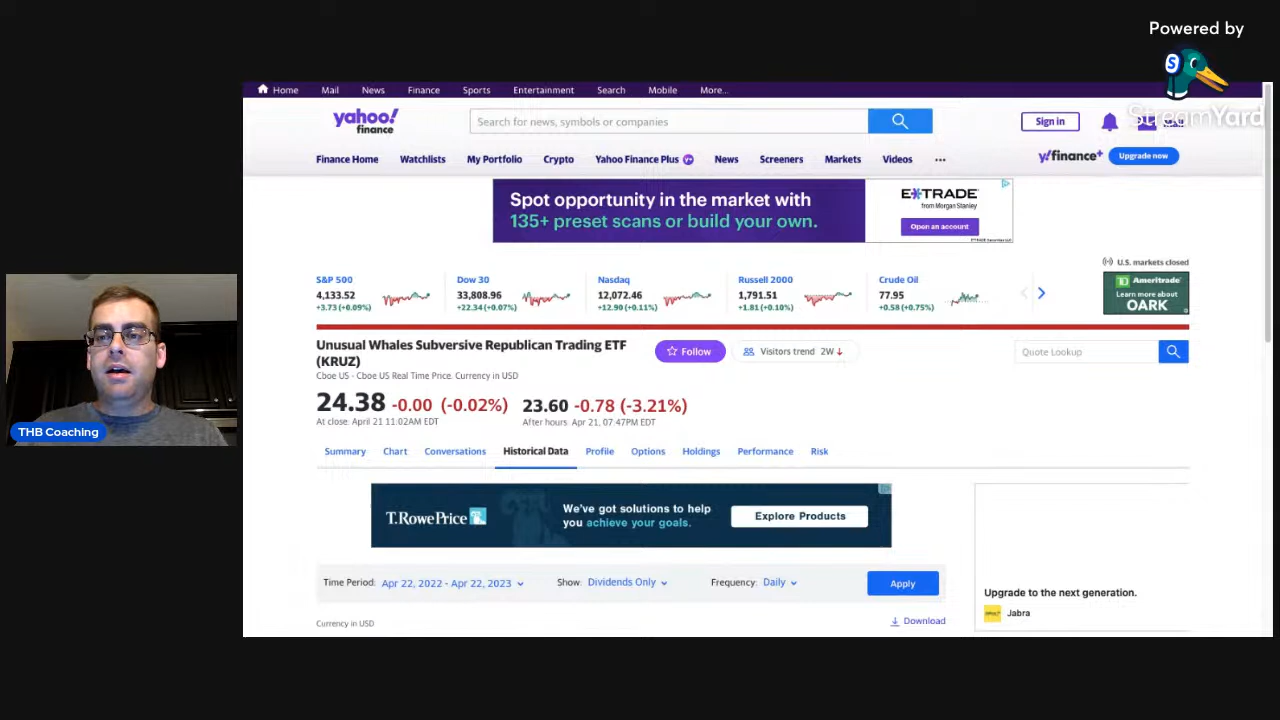 Powered by
S
StreamYard
Home Mail News Finance Sports Entertainment Search Mobile More...
yahoo!
finance
Search for news, symbols or companies
Sign in
Finance Home Watchlists My Portfolio Crypto Yahoo Finance Plus News Screeners Markets Videos ...
y!finance+ Upgrade now
Spot opportunity in the market with
135+ preset scans or build your own.
E*TRADE
from Morgan Stanley
Open an account
U.S. markets closed
S&P 500
4,133.52
+3.73 (+0.09%)
Dow 30
33,808.96
+22.34 (+0.07%)
Nasdaq
12,072.46
+12.90 (+0.11%)
Russell 2000
1,791.51
+1.81 (+0.10%)
Crude Oil
77.95
+0.58 (+0.75%)
TD Ameritrade
Learn more about
OARK
Unusual Whales Subversive Republican Trading ETF
(KRUZ)
Follow
Visitors trend 2W↓
Quote Lookup
Cboe US - Cboe US Real Time Price. Currency in USD
24.38 -0.00 (-0.02%)
At close: April 21 11:02AM EDT
23.60 -0.78 (-3.21%)
After hours: Apr 21, 07:47PM EDT
Summary Chart Conversations Historical Data Profile Options Holdings Performance Risk
T.RowePrice
We've got solutions to help
you achieve your goals.
Explore Products
Time Period: Apr 22, 2022 - Apr 22, 2023 Show: Dividends Only Frequency: Daily Apply
Currency in USD
Download
Upgrade to the next generation.
Jabra
THB Coaching